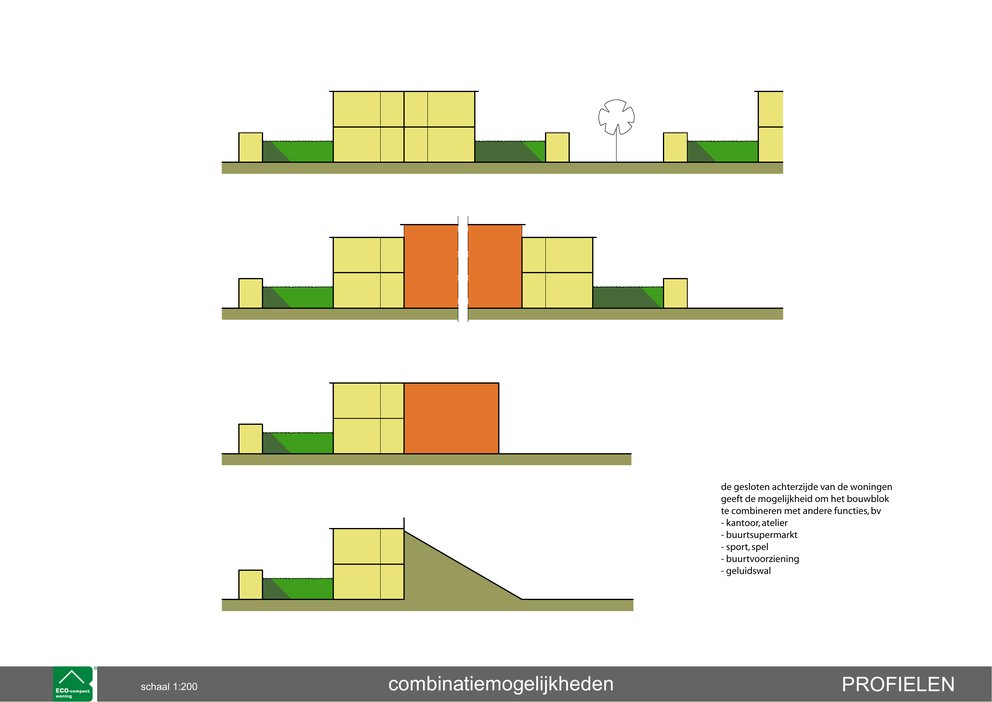 de gesloten achterzijde van de woningen
geeft de mogelijkheid om het bouwblok
te combineren met andere functies, bv
- kantoor, atelier
- buurtsupermarkt
- sport, spel
- buurtvoorziening
- geluidswal
ECO-compact
woning
schaal 1:200
combinatiemogelijkheden
PROFIELEN